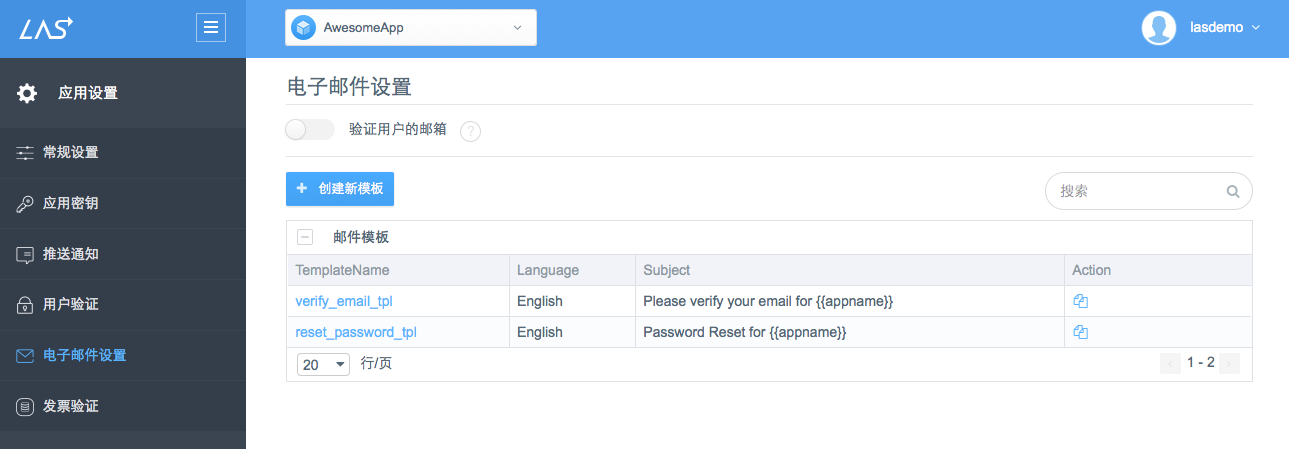 LAS
AwesomeApp
lasdemo
应用设置
常规设置
应用密钥
推送通知
用户验证
电子邮件设置
发票验证
电子邮件设置
验证用户的邮箱 ?
+ 创建新模板
搜索
邮件模板
TemplateName Language Subject Action
verify_email_tpl English Please verify your email for {{appname}}
reset_password_tpl English Password Reset for {{appname}}
20 行/页 ‹ 1 - 2 ›